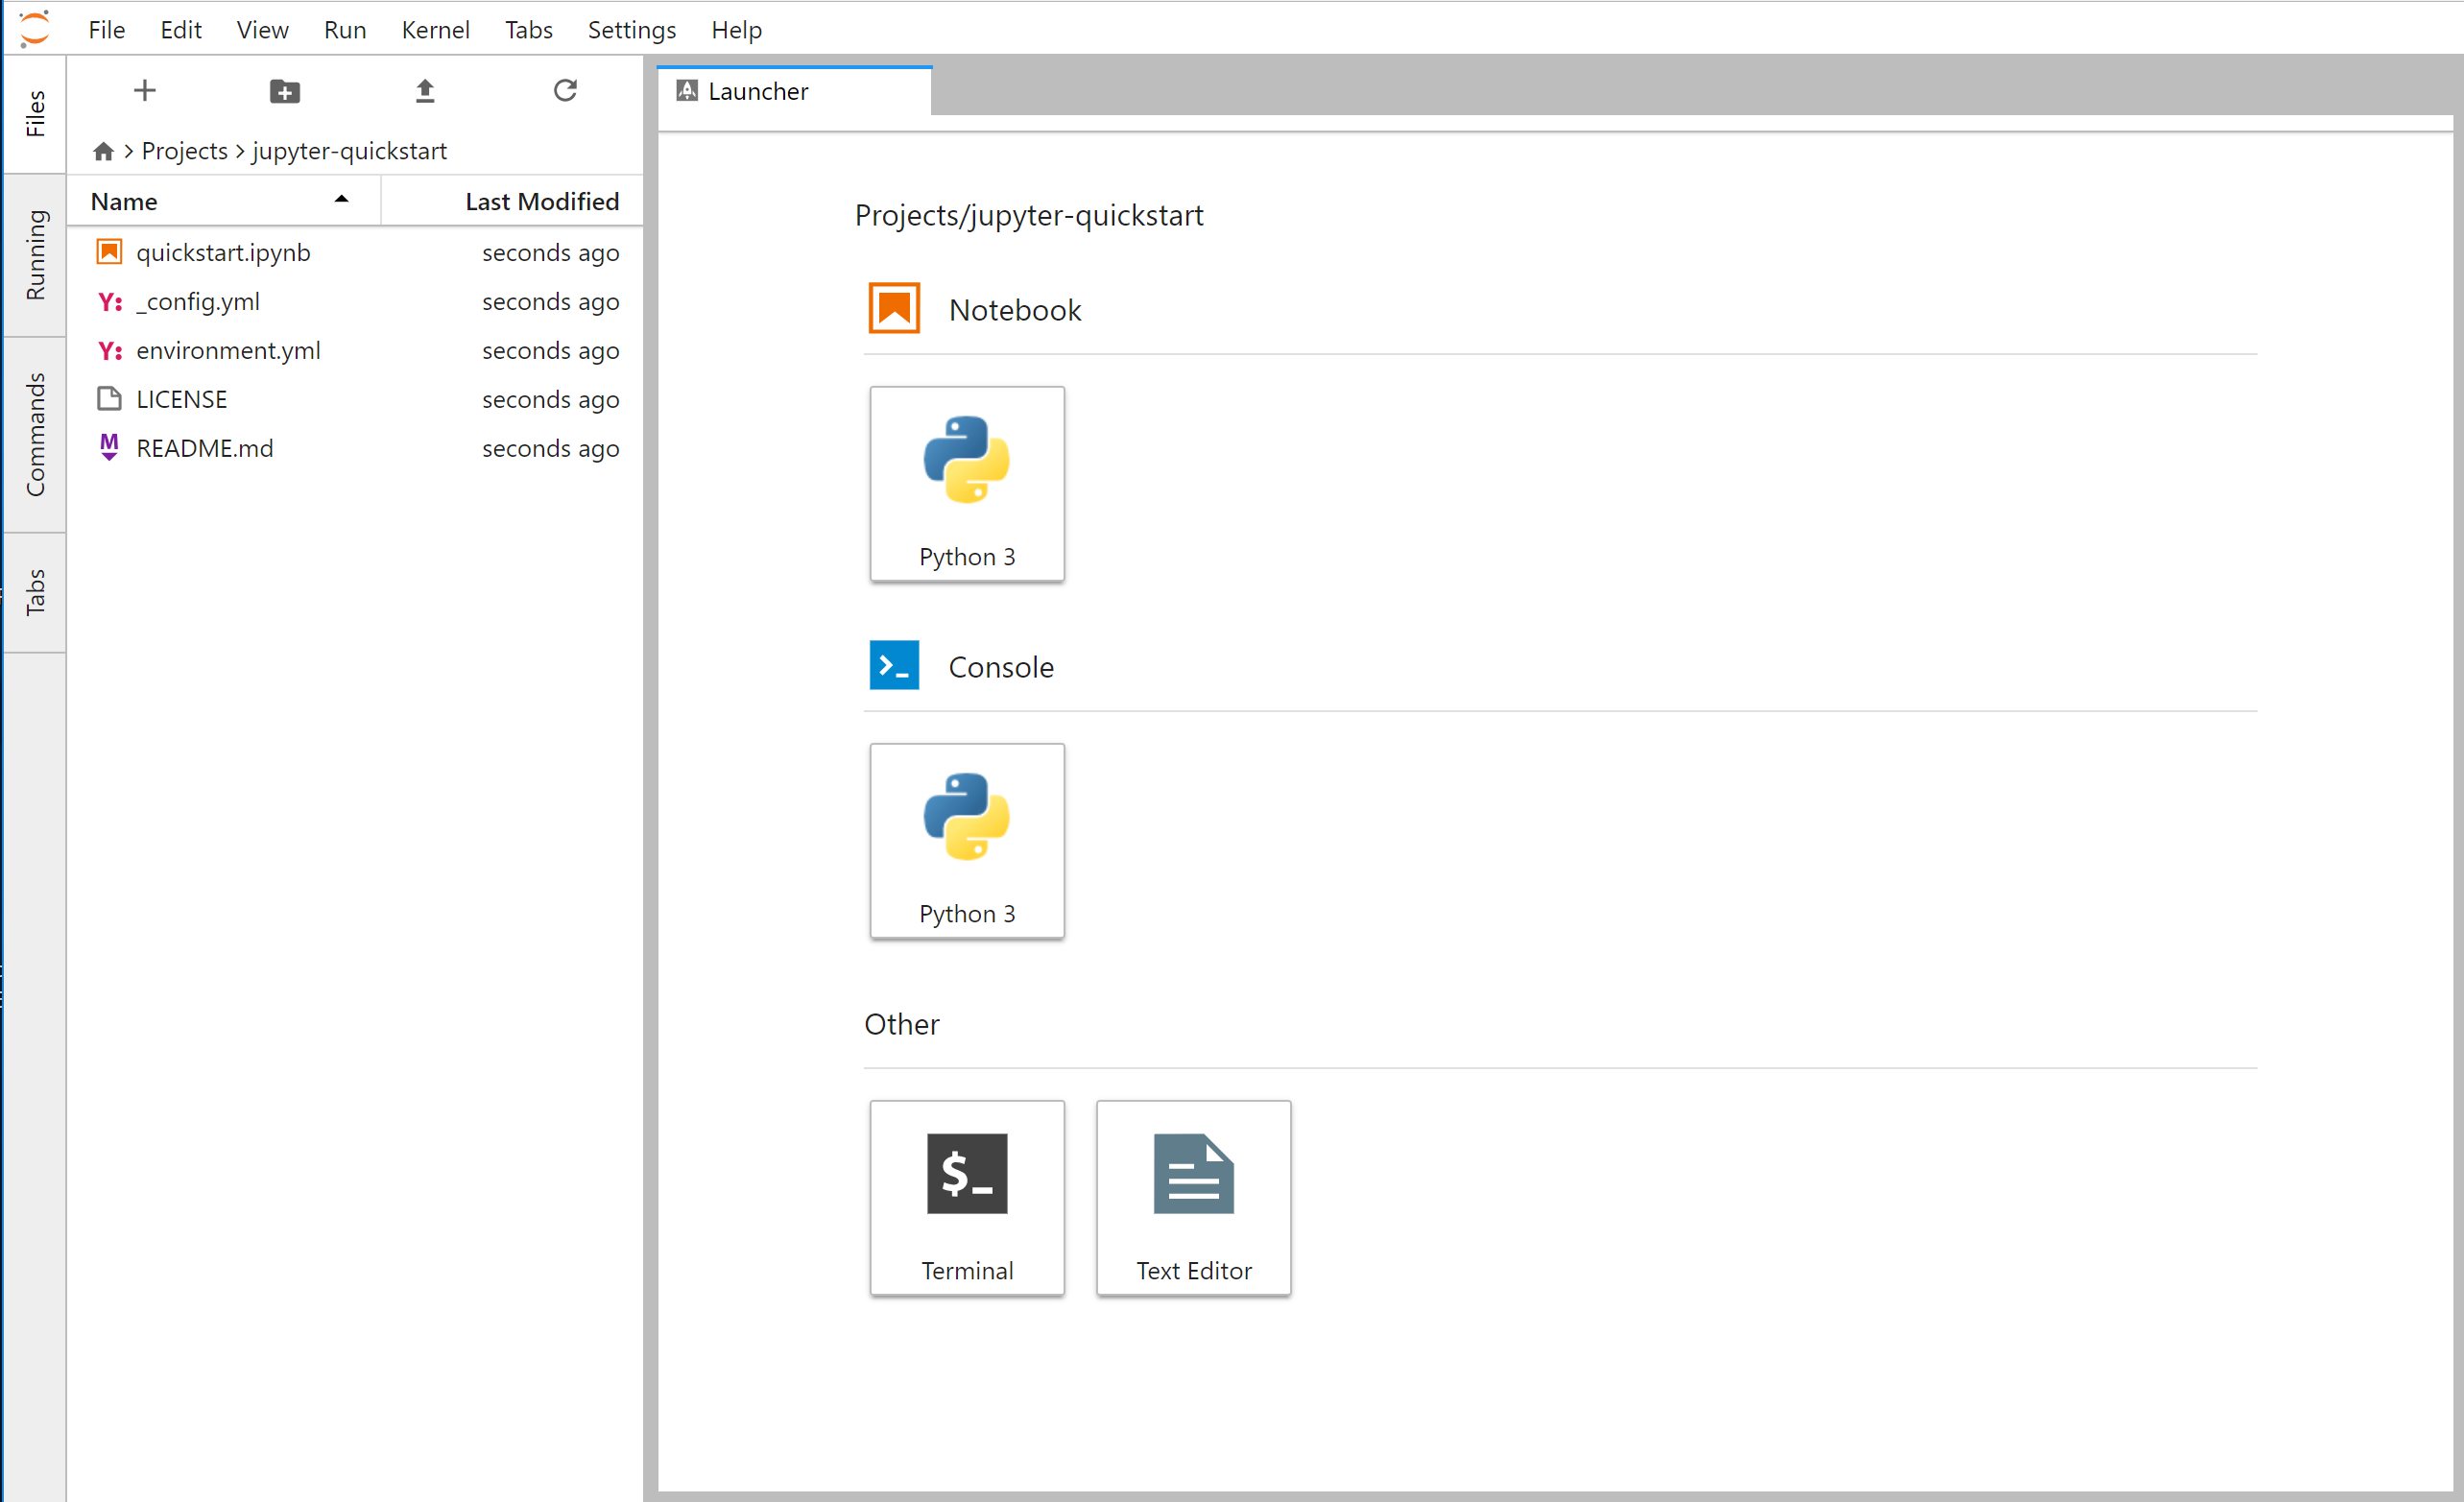 File Edit View Run Kernel Tabs Settings Help
Files
Running
Commands
Tabs
Projects > jupyter-quickstart
Name Last Modified
quickstart.ipynb seconds ago
Y: _config.yml seconds ago
Y: environment.yml seconds ago
LICENSE seconds ago
M README.md seconds ago
Launcher
Projects/jupyter-quickstart
Notebook
Python 3
Console
Python 3
Other
$_
Terminal Text Editor